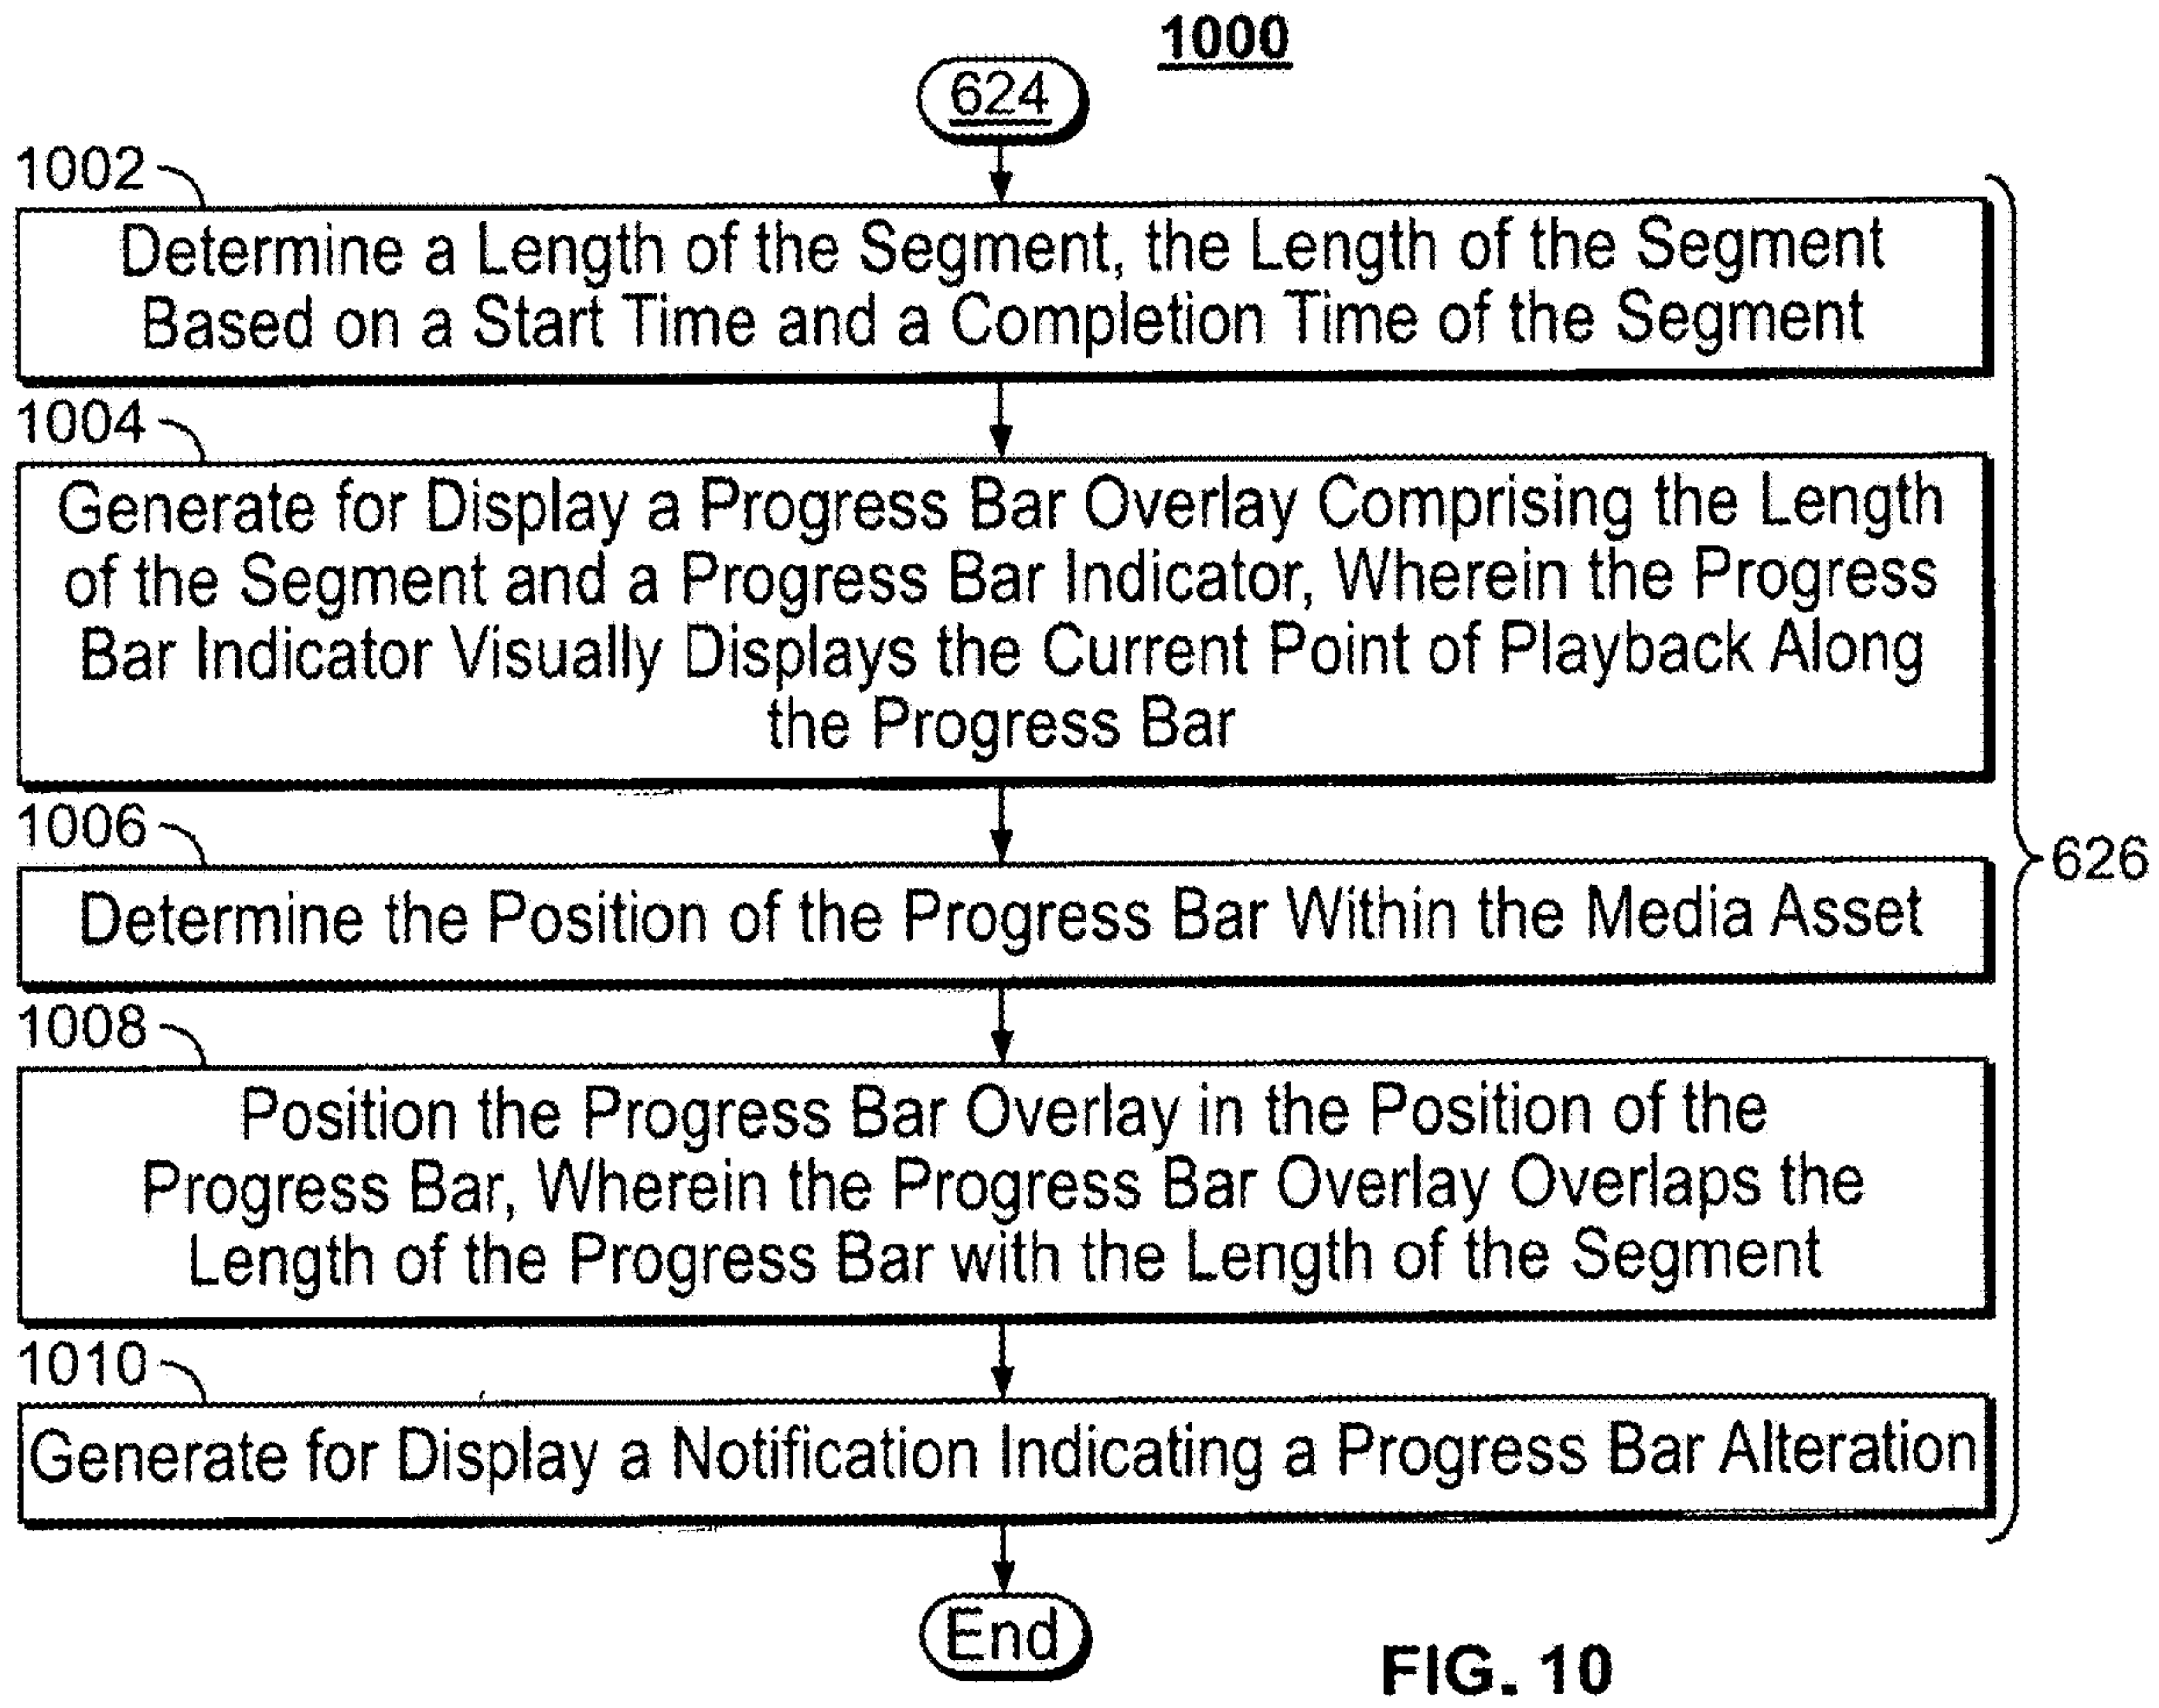 1000
624
1002
Determine a Length of the Segment, the Length of the Segment
Based on a Start Time and a Completion Time of the Segment
1004
Generate for Display a Progress Bar Overlay Comprising the Length
of the Segment and a Progress Bar Indicator, Wherein the Progress
Bar Indicator Visually Displays the Current Point of Playback Along
the Progress Bar
1006
626
Determine the Position of the Progress Bar Within the Media Asset
1008
Position the Progress Bar Overlay in the Position of the
Progress Bar, Wherein the Progress Bar Overlay Overlaps the
Length of the Progress Bar with the Length of the Segment
1010
Generate for Display a Notification Indicating a Progress Bar Alteration
End
FIG. 10